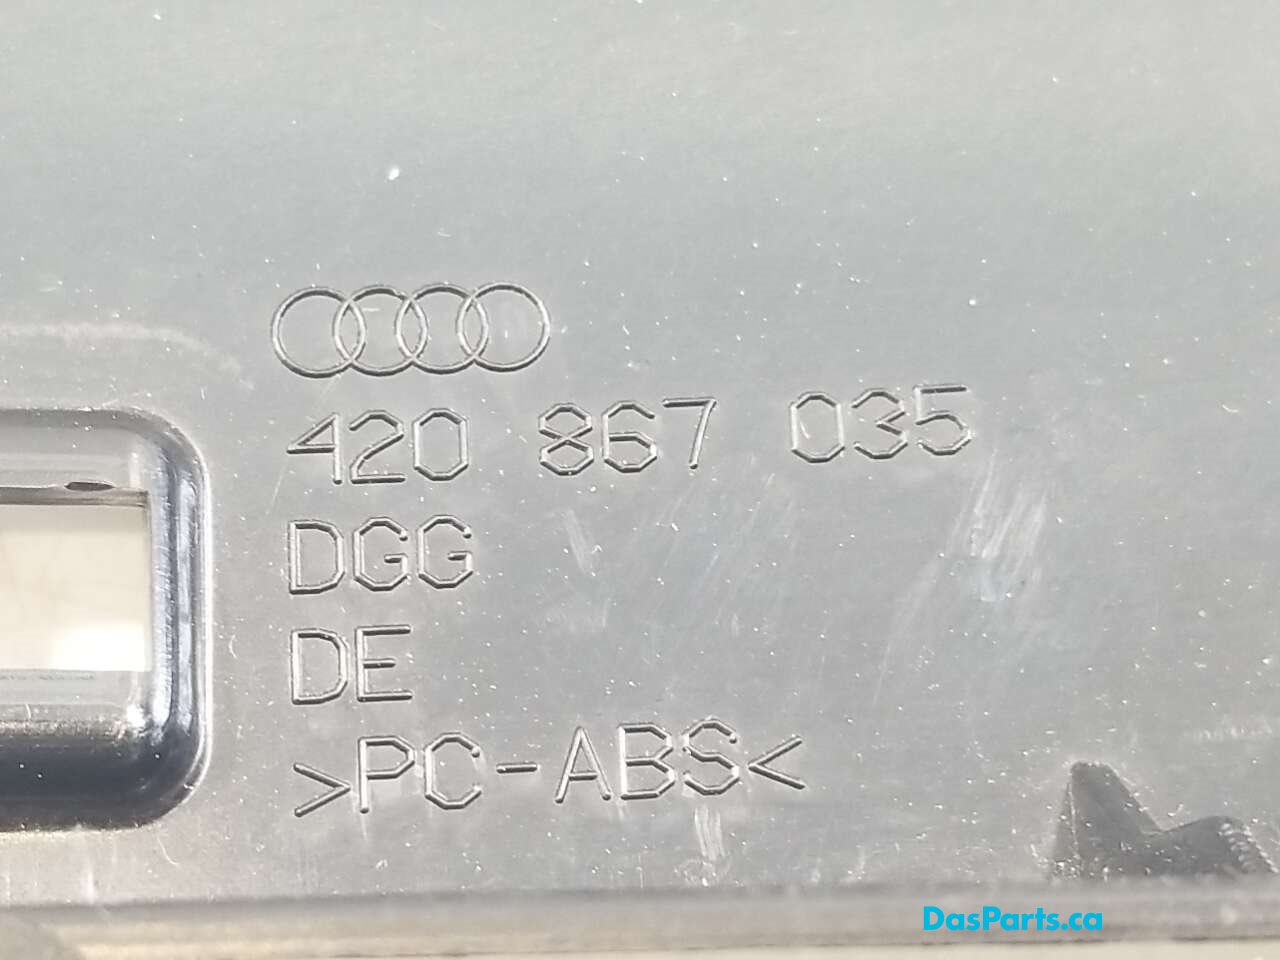 420 867 035
DGG
DE
>PC-ABS<
DasParts.ca